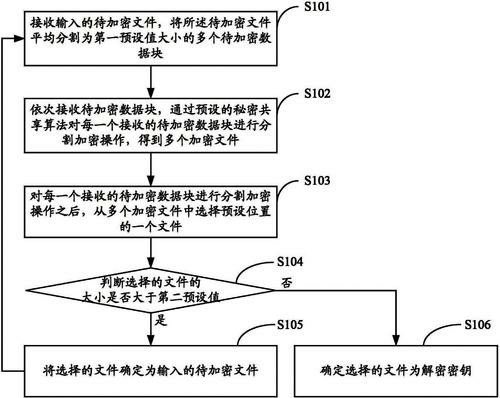 S101
接收输入的待加密文件，将所述待加密文件
平均分割为第一预设值大小的多个待加密数
据块
S102
依次接收待加密数据块，通过预设的秘密共
享算法对每一个接收的待加密数据块进行分
割加密操作，得到多个加密文件
S103
对每一个接收的待加密数据块进行分割加密
操作之后，从多个加密文件中选择预设位置
的一个文件
S104
判断选择的文件的
大小是否大于第二预设值
否
是
S105
将选择的文件确定为输入的待加密文件
S106
确定选择的文件为解密密钥